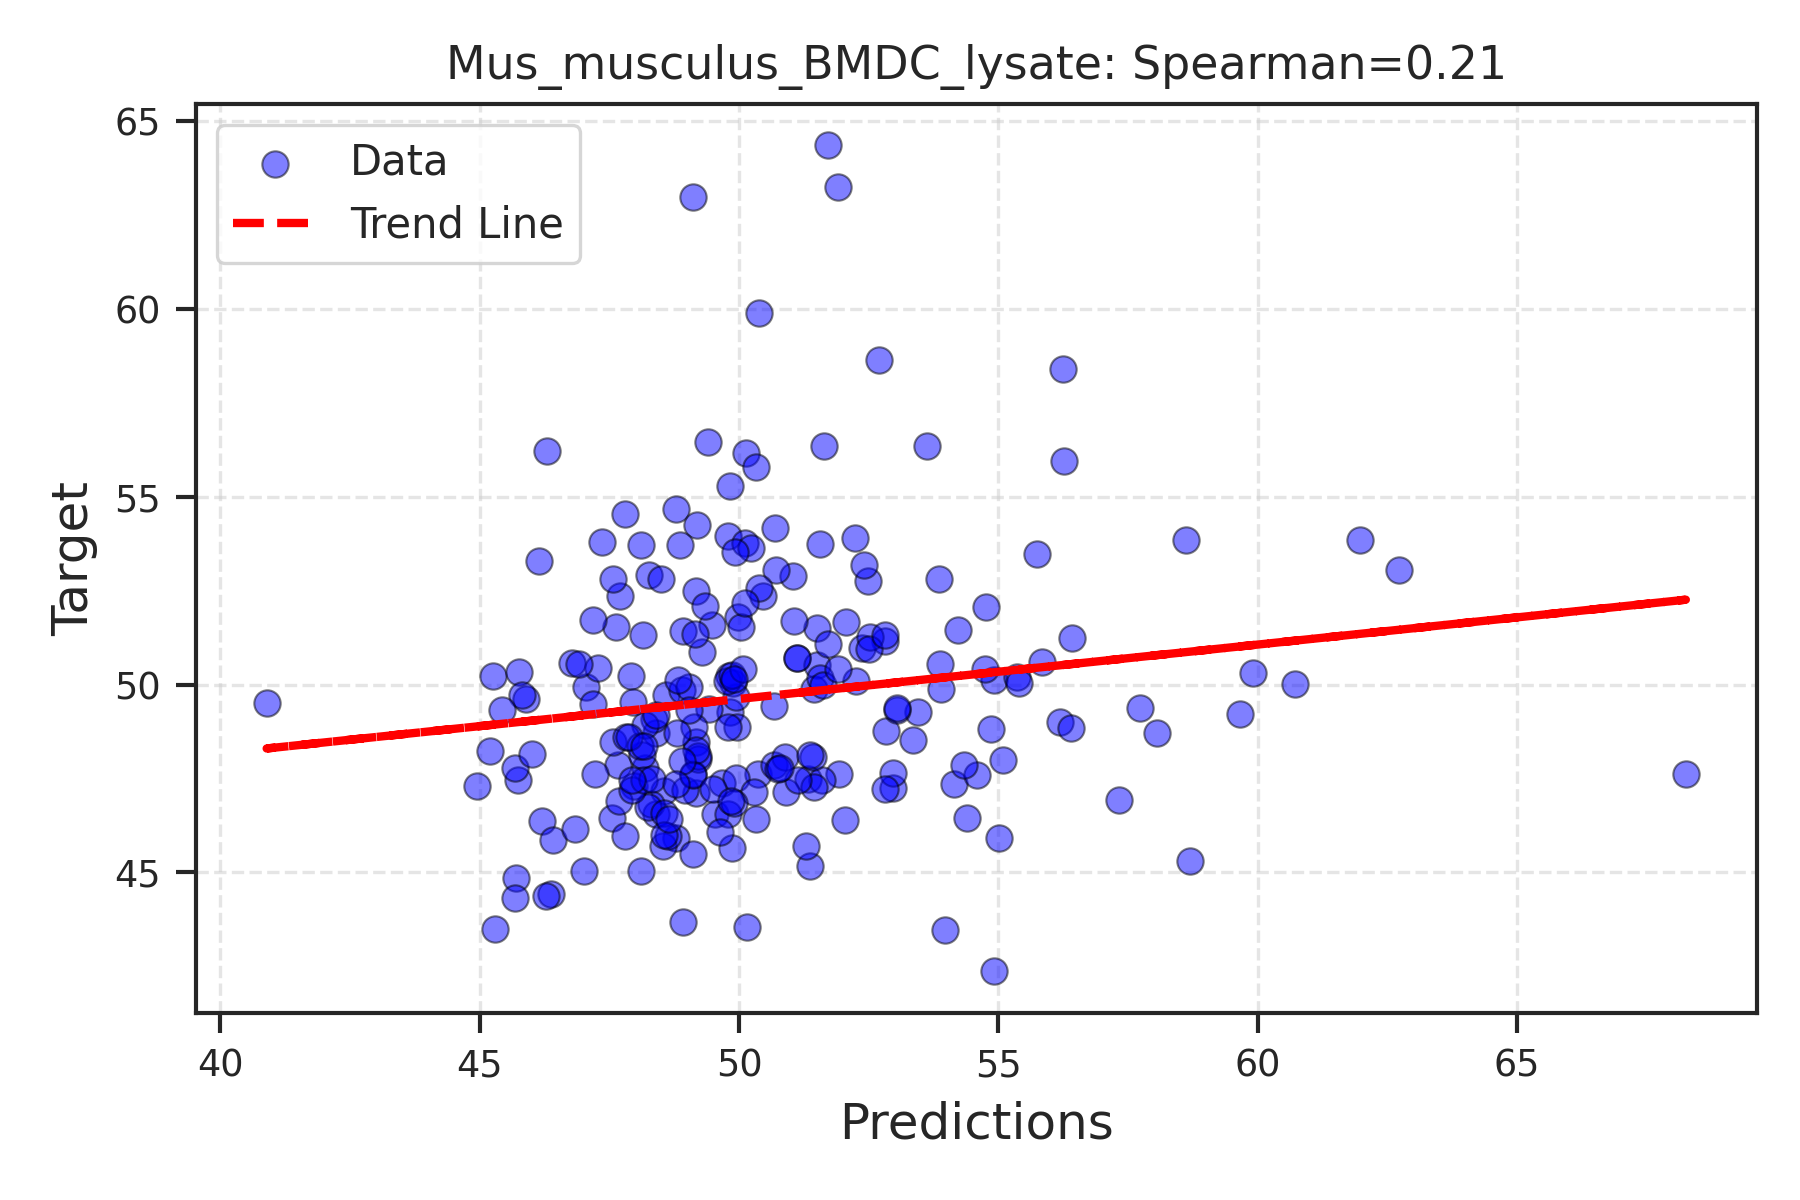 Mus_musculus_BMDC_lysate: Spearman=0.21
Data
Trend Line
Target
65
60
55
50
45
40 45 50 55 60 65
Predictions